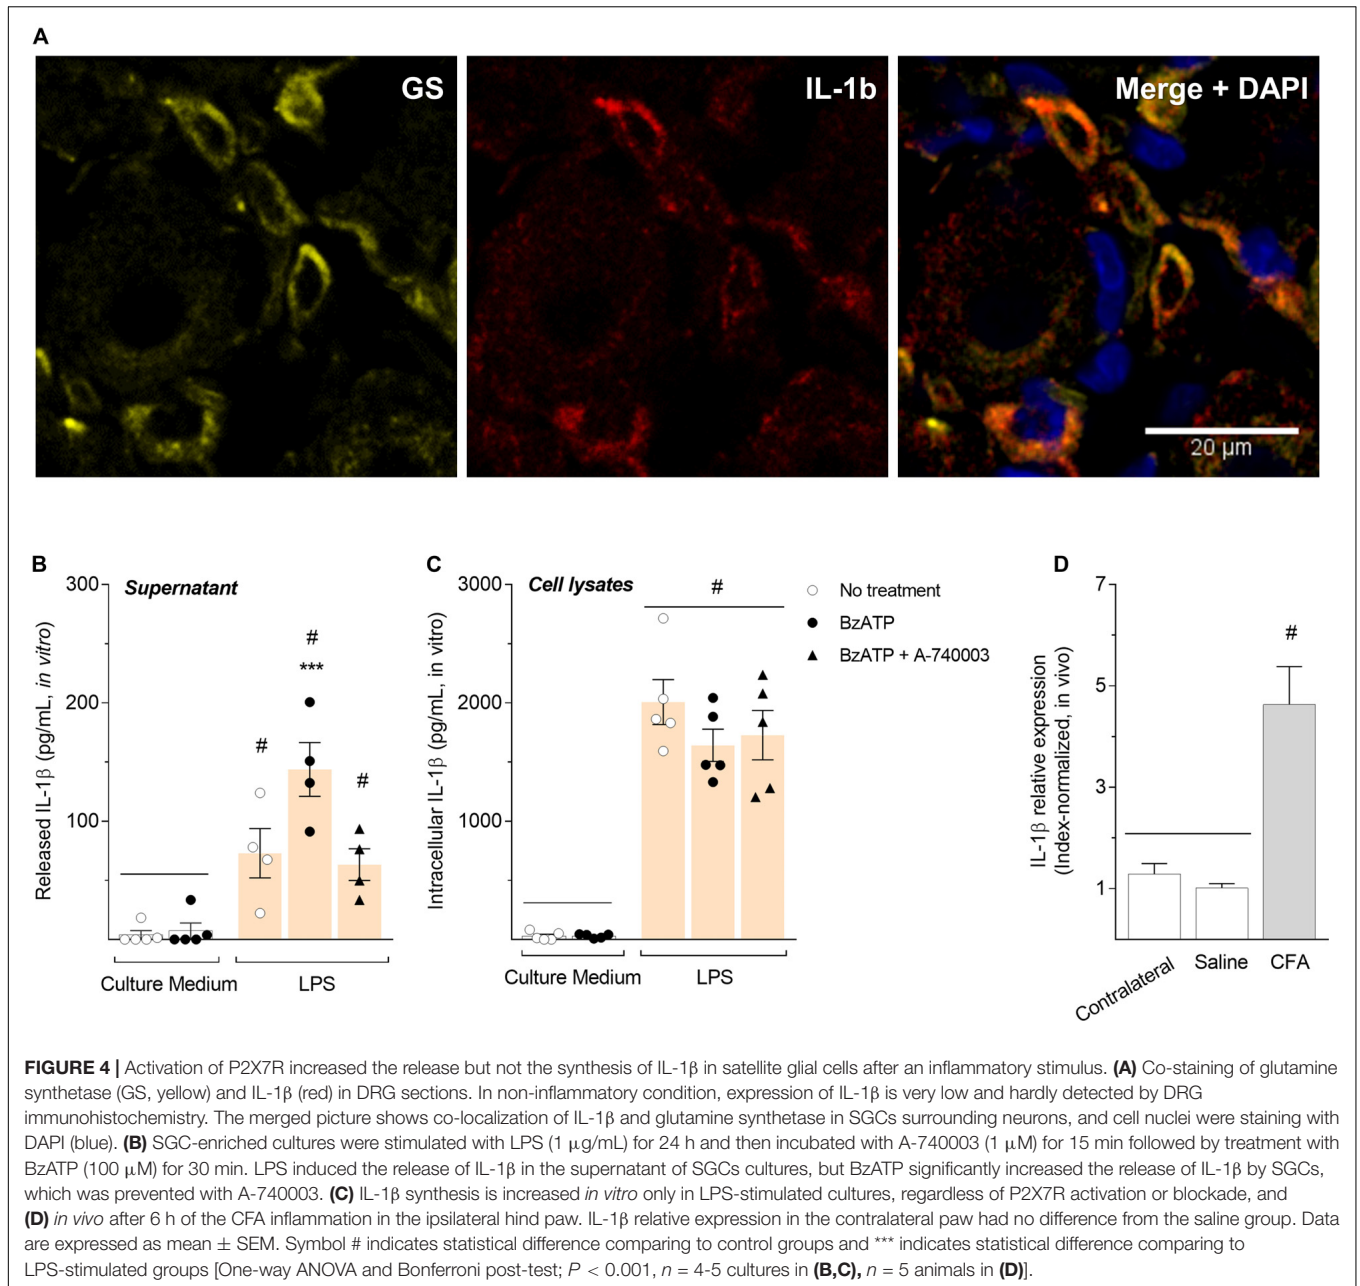 A
GS
IL-1b
Merge + DAPI
20 µm
B
Supernatant
Released IL-1β (pg/mL, in vitro)
300
200
100
#
#
***
#
Culture Medium
LPS
C
Cell lysates
Intracellular IL-1β (pg/mL, in vitro)
3000
2000
1000
#
Culture Medium
LPS
No treatment
BzATP
BzATP + A-740003
D
IL-1β relative expression
(Index-normalized, in vivo)
7
5
3
1
#
Contralateral
Saline
CFA
FIGURE 4 | Activation of P2X7R increased the release but not the synthesis of IL-1β in satellite glial cells after an inflammatory stimulus. (A) Co-staining of glutamine
synthetase (GS, yellow) and IL-1β (red) in DRG sections. In non-inflammatory condition, expression of IL-1β is very low and hardly detected by DRG
immunohistochemistry. The merged picture shows co-localization of IL-1β and glutamine synthetase in SGCs surrounding neurons, and cell nuclei were staining with
DAPI (blue). (B) SGC-enriched cultures were stimulated with LPS (1 µg/mL) for 24 h and then incubated with A-740003 (1 µM) for 15 min followed by treatment with
BzATP (100 µM) for 30 min. LPS induced the release of IL-1β in the supernatant of SGCs cultures, but BzATP significantly increased the release of IL-1β by SGCs,
which was prevented with A-740003. (C) IL-1β synthesis is increased in vitro only in LPS-stimulated cultures, regardless of P2X7R activation or blockade, and
(D) in vivo after 6 h of the CFA inflammation in the ipsilateral hind paw. IL-1β relative expression in the contralateral paw had no difference from the saline group. Data
are expressed as mean ± SEM. Symbol # indicates statistical difference comparing to control groups and *** indicates statistical difference comparing to
LPS-stimulated groups [One-way ANOVA and Bonferroni post-test; P < 0.001, n = 4-5 cultures in (B,C), n = 5 animals in (D)].